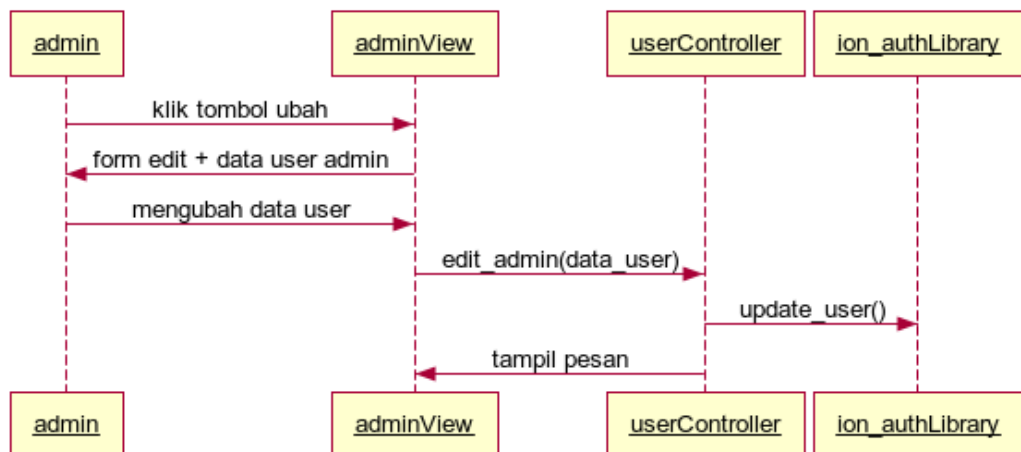 admin
adminView
userController
ion_authLibrary
klik tombol ubah
form edit + data user admin
mengubah data user
edit_admin(data_user)
update_user()
tampil pesan
admin
adminView
userController
ion_authLibrary